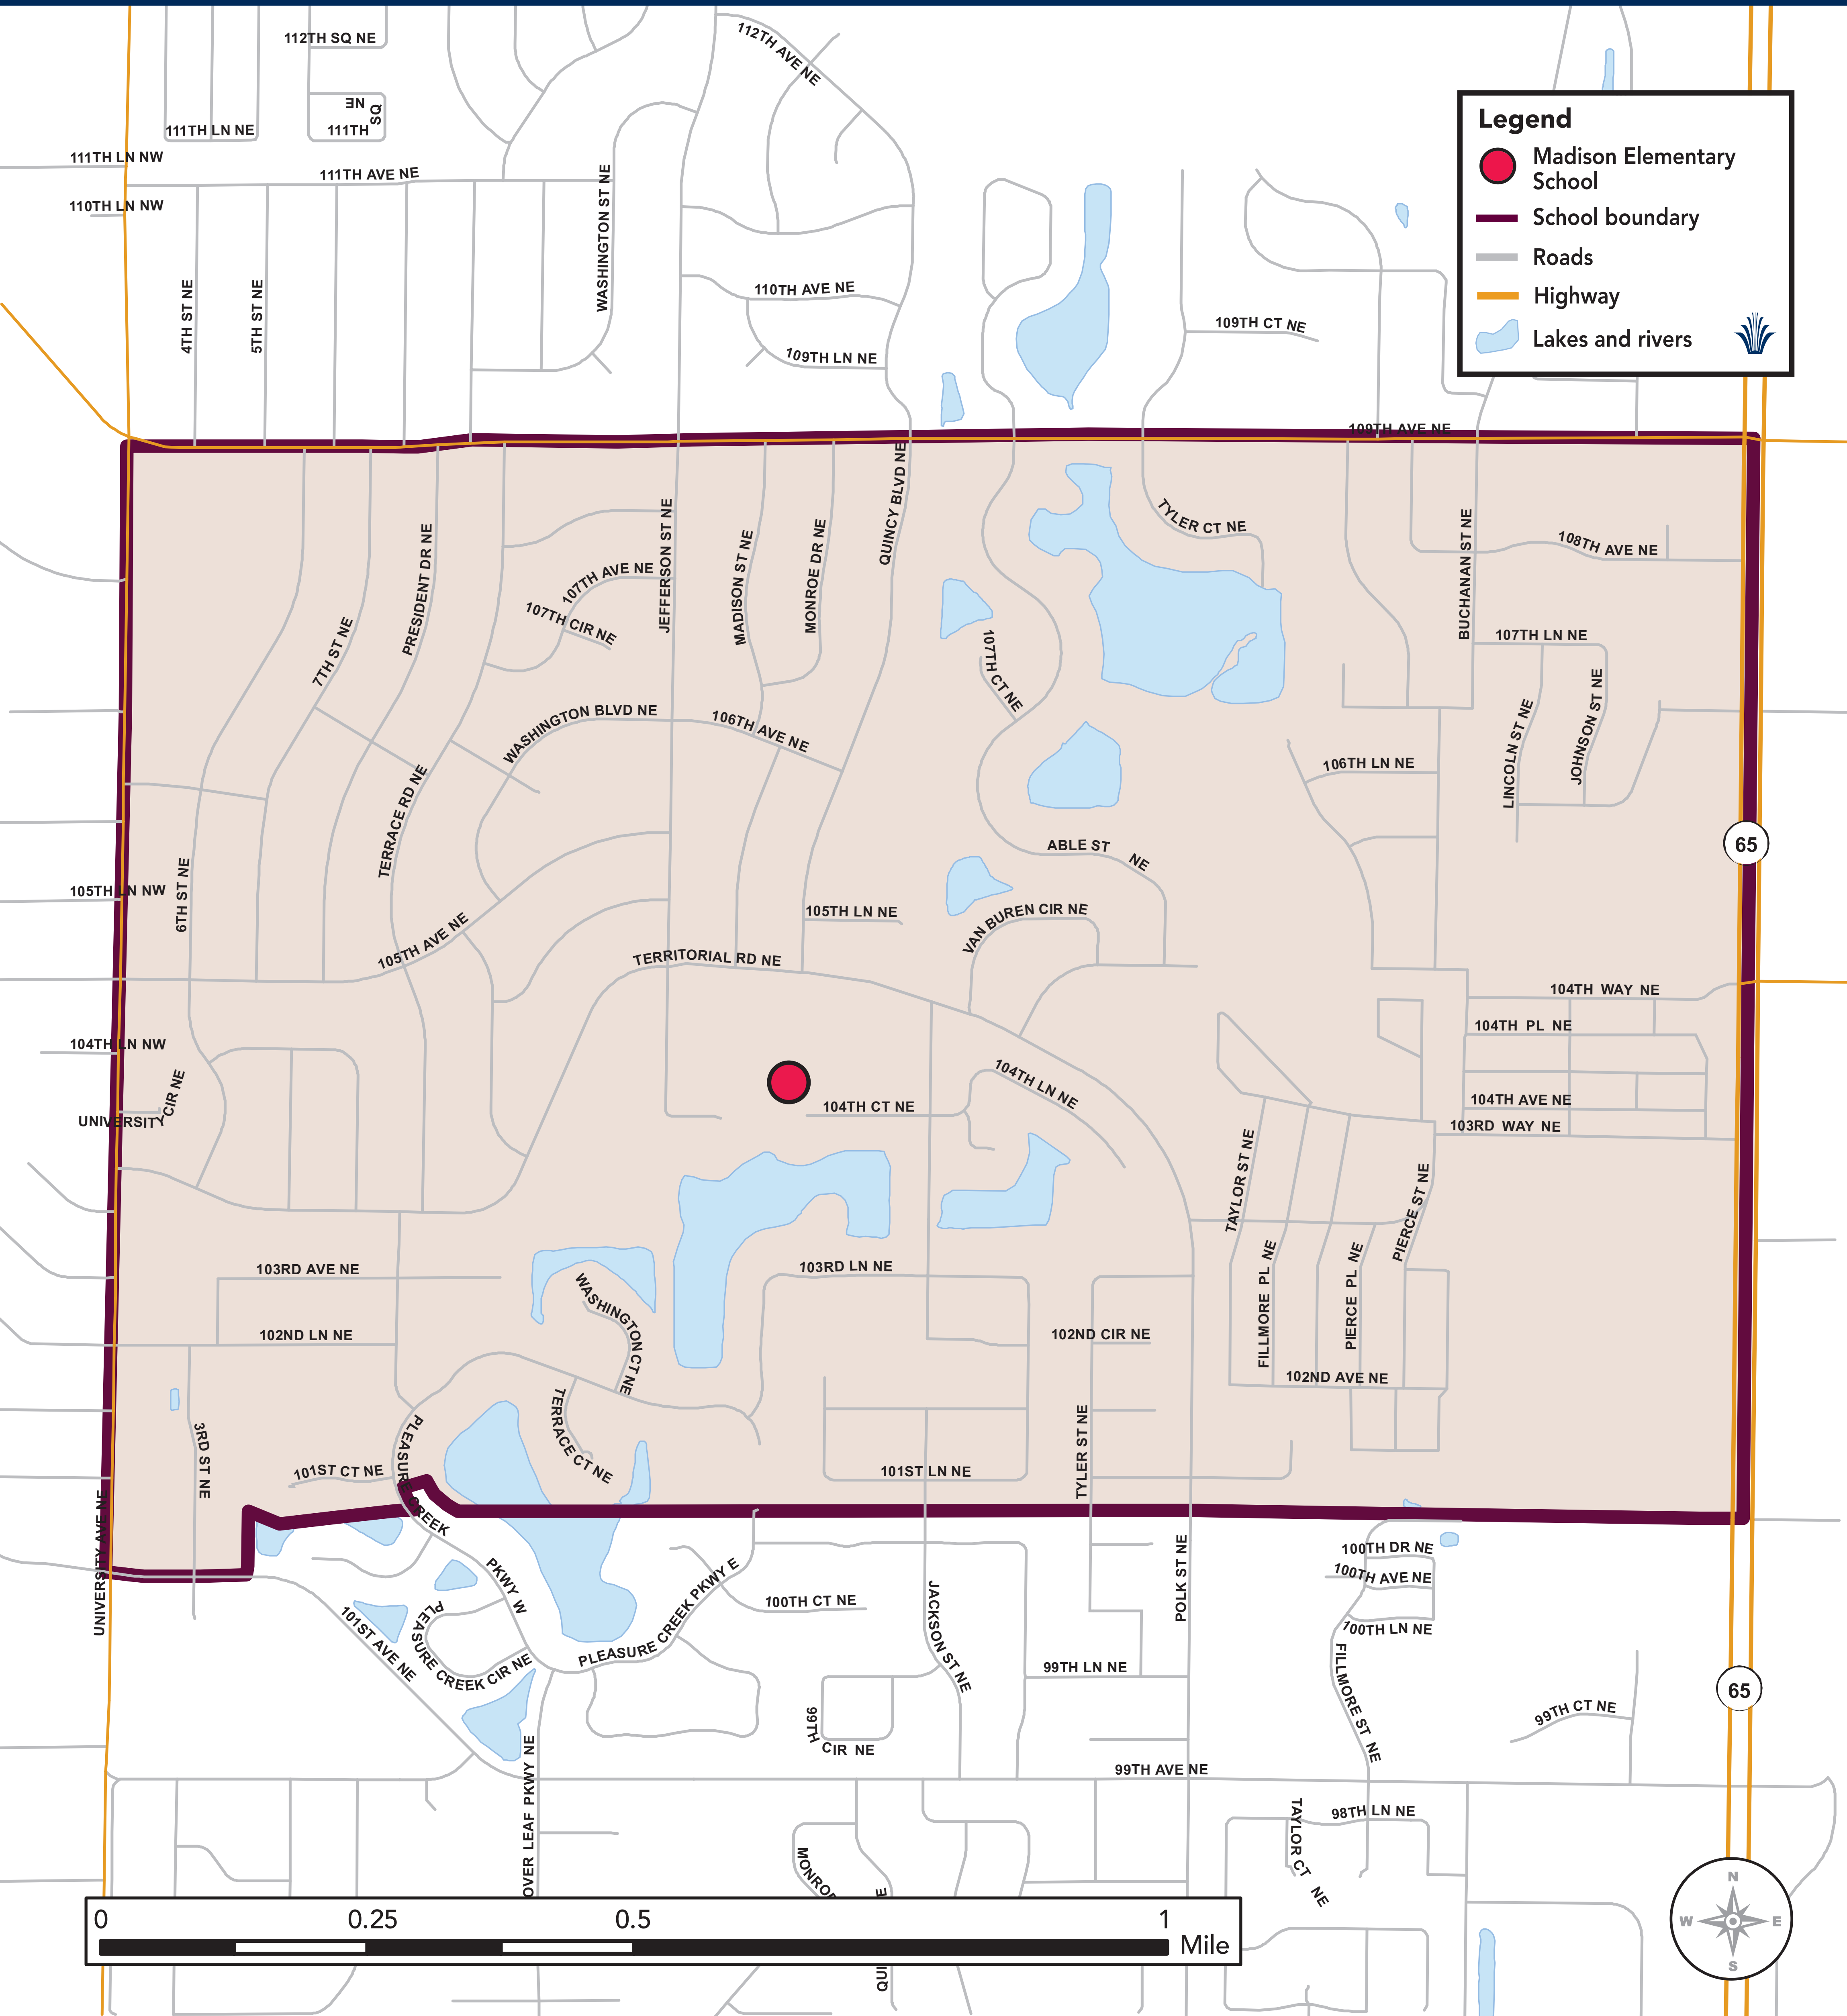 112TH SQ NE
112TH AVE NE
NE
SQ
111TH
111TH LN NE
111TH LN NW
111TH AVE NE
110TH LN NW
4TH ST NE
5TH ST NE
WASHINGTON ST NE
110TH AVE NE
109TH LN NE
109TH CT NE
Legend
Madison Elementary
School
School boundary
Roads
Highway
Lakes and rivers
109TH AVE NE
7TH ST NE
PRESIDENT DR NE
107TH AVE NE
107TH CIR NE
JEFFERSON ST NE
MADISON ST NE
MONROE DR NE
QUINCY BLVD NE
TYLER CT NE
BUCHANAN ST NE
108TH AVE NE
107TH CT NE
107TH LN NE
LINCOLN ST NE
JOHNSON ST NE
WASHINGTON BLVD NE
106TH AVE NE
106TH LN NE
TERRACE RD NE
ABLE ST NE
65
105TH LN NW
6TH ST NE
105TH AVE NE
105TH LN NE
VAN BUREN CIR NE
TERRITORIAL RD NE
104TH WAY NE
104TH PL NE
104TH LN NW
UNIVERSITY CIR NE
104TH LN NE
104TH CT NE
104TH AVE NE
103RD WAY NE
TAYLOR ST NE
PIERCE ST NE
FILLMORE PL NE
PIERCE PL NE
103RD AVE NE
103RD LN NE
WASHINGTON CT NE
102ND LN NE
102ND CIR NE
102ND AVE NE
TERRACE CT NE
3RD ST NE
101ST CT NE
PLEASURE CREEK PKWY W
101ST LN NE
TYLER ST NE
UNIVERSITY AVE NE
101ST AVE NE
PLEASURE CREEK CIR NE
PLEASURE CREEK PKWY E
100TH CT NE
JACKSON ST NE
POLK ST NE
100TH DR NE
100TH AVE NE
100TH LN NE
FILLMORE ST NE
99TH LN NE
99TH CIR NE
99TH CT NE
65
99TH AVE NE
OVER LEAF PKWY NE
MONROE
E
QUI
TAYLOR CT NE
98TH LN NE
0 0.25 0.5 1
Mile
N
W E
S